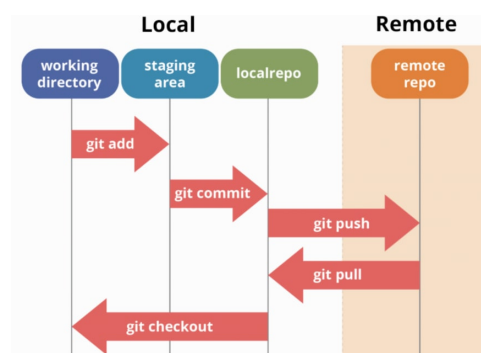 Local
Remote
working
directory
staging
area
localrepo
remote
repo
git add
git commit
git push
git pull
git checkout